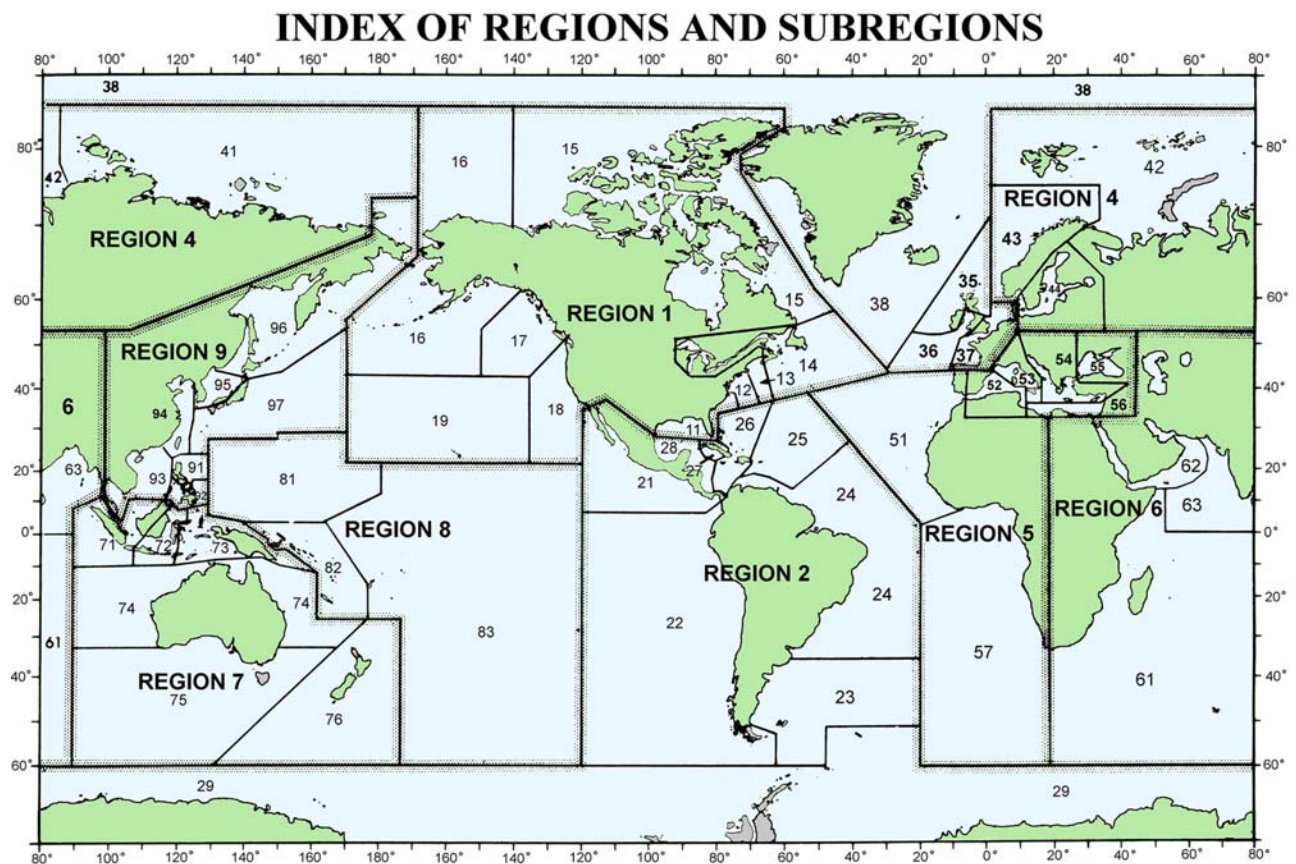 INDEX OF REGIONS AND SUBREGIONS
80° 100° 120° 140° 160° 180° 160° 140° 120° 100° 80° 60° 40° 20° 0° 20° 40° 60° 80°
80° 80°
38 38
80° 41 16 15 80°
42 42
REGION 4
REGION 4 43
35
44
60° 96 REGION 1 15 38 60°
16 17 36 37
REGION 9 14 54 55
13 52 53
40° 6 95 12 56 40°
94 97 19 18 11 26 25 51
28
63 91 62
20° 93 92 81 21 27 24 63 20°
REGION 8 REGION 5 REGION 6
0° 0°
71 72 73 82 REGION 2
20° 74 74 24 20°
61 83 22 57
40° REGION 7 61 40°
75 76 23
60° 60°
29 29
80° 100° 120° 140° 160° 180° 160° 140° 120° 100° 80° 60° 40° 20° 0° 20° 40° 60° 80°